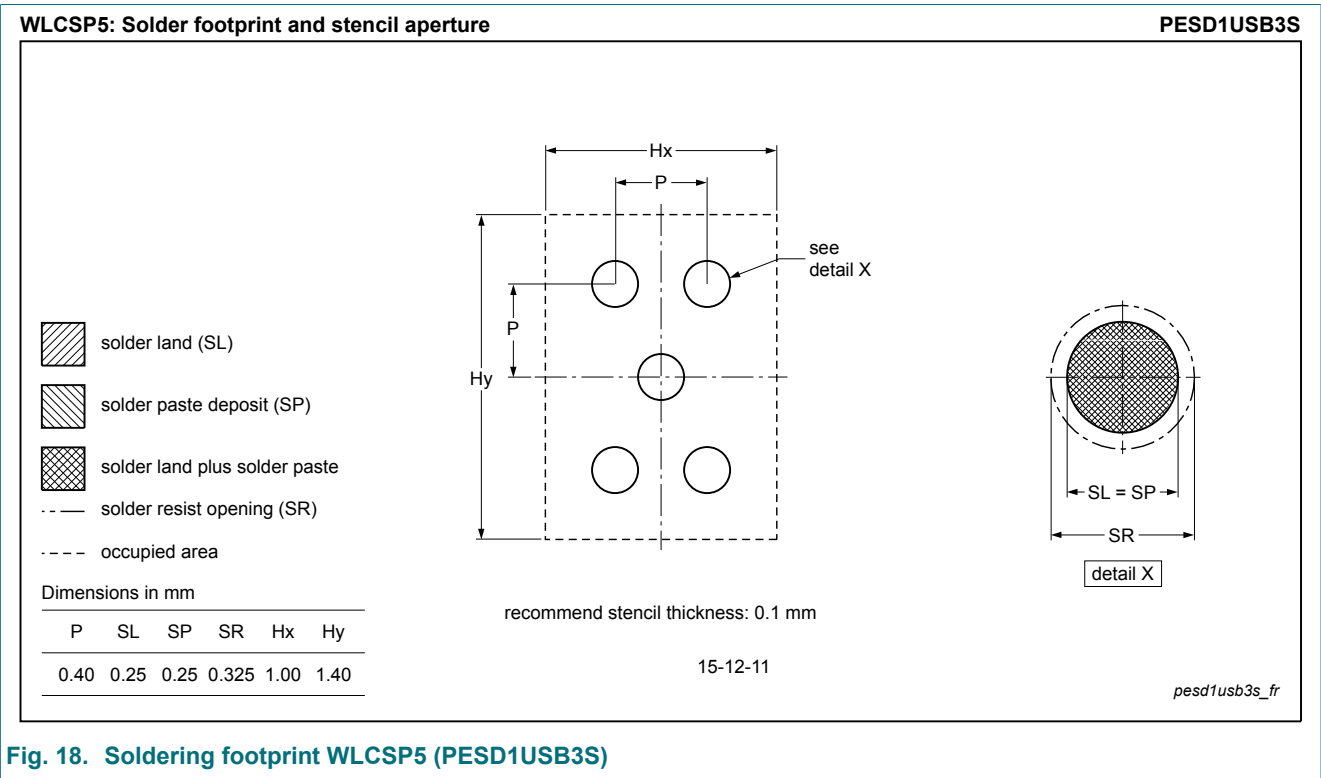 WLCSP5: Solder footprint and stencil aperture PESD1USB3S
Hx
P
see
detail X
P
Hy
solder land (SL)
solder paste deposit (SP)
solder land plus solder paste
solder resist opening (SR)
occupied area
SL = SP
SR
detail X
Dimensions in mm
P SL SP SR Hx Hy
0.40 0.25 0.25 0.325 1.00 1.40
recommend stencil thickness: 0.1 mm
15-12-11
pesd1usb3s_fr
Fig. 18. Soldering footprint WLCSP5 (PESD1USB3S)